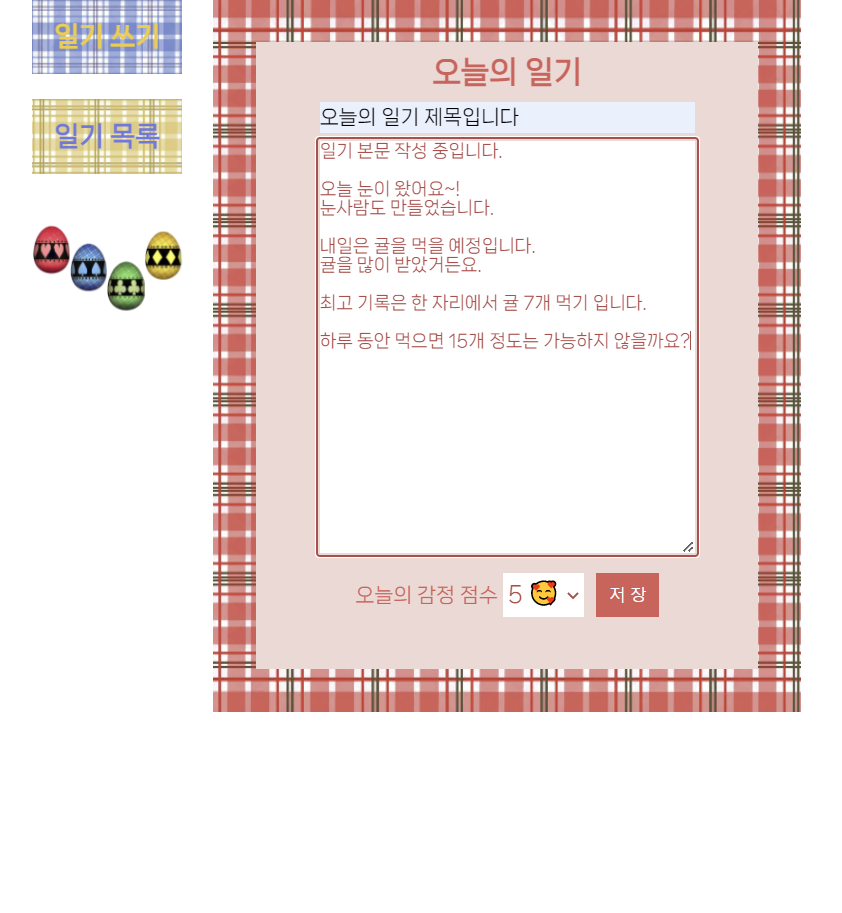 일기 쓰기
일기 목록
오늘의 일기
오늘의 일기 제목입니다
일기 본문 작성 중입니다.
오늘 눈이 왔어요~!
눈사람도 만들었습니다.
내일은 귤을 먹을 예정입니다.
귤을 많이 받았거든요.
최고 기록은 한 자리에서 귤 7개 먹기 입니다.
하루 동안 먹으면 15개 정도는 가능하지 않을까요?
오늘의 감정 점수 5 🥰 저 장